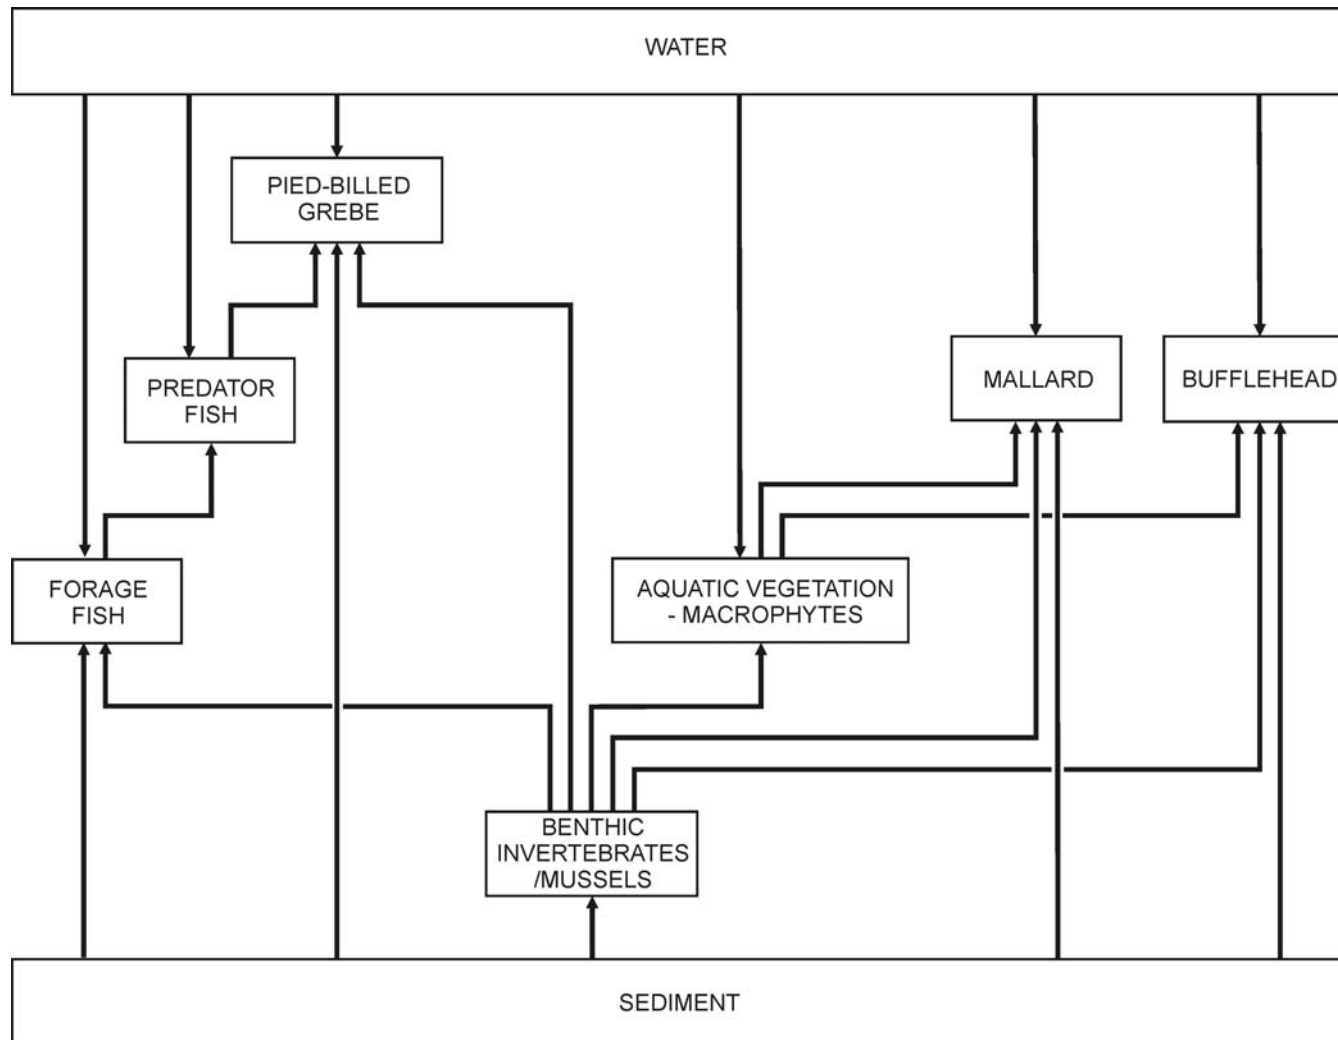 WATER
PIED-BILLED
GREBE
PREDATOR
FISH
MALLARD
BUFFLEHEAD
FORAGE
FISH
AQUATIC VEGETATION
- MACROPHYTES
BENTHIC
INVERTEBRATES
/MUSSELS
SEDIMENT